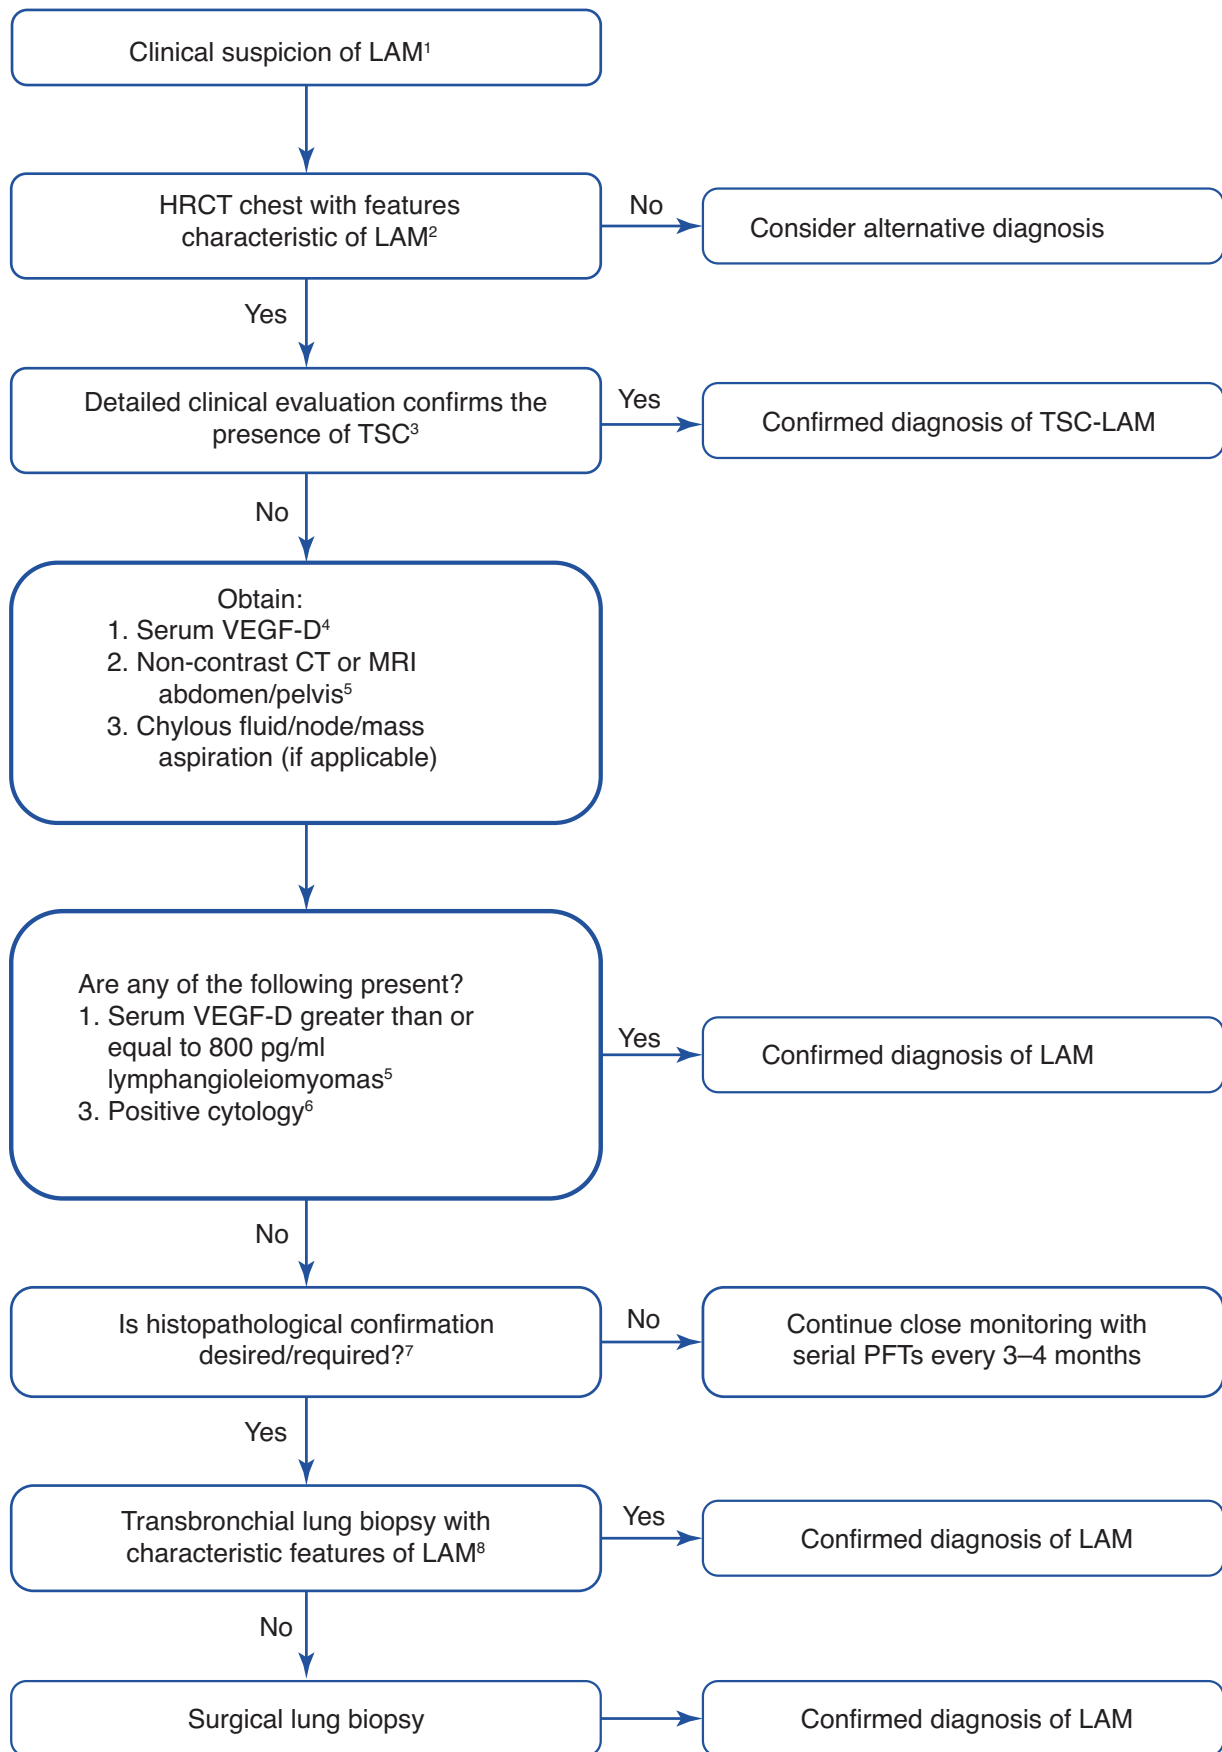 Clinical suspicion of LAM¹
HRCT chest with features
characteristic of LAM²
No
Consider alternative diagnosis
Yes
Detailed clinical evaluation confirms the
presence of TSC³
Yes
Confirmed diagnosis of TSC-LAM
No
Obtain:
1. Serum VEGF-D⁴
2. Non-contrast CT or MRI
abdomen/pelvis⁵
3. Chylous fluid/node/mass
aspiration (if applicable)
Are any of the following present?
1. Serum VEGF-D greater than or
equal to 800 pg/ml
lymphangioleiomyomas⁵
3. Positive cytology⁶
Yes
Confirmed diagnosis of LAM
No
Is histopathological confirmation
desired/required?⁷
No
Continue close monitoring with
serial PFTs every 3–4 months
Yes
Transbronchial lung biopsy with
characteristic features of LAM⁸
Yes
Confirmed diagnosis of LAM
No
Surgical lung biopsy
Confirmed diagnosis of LAM